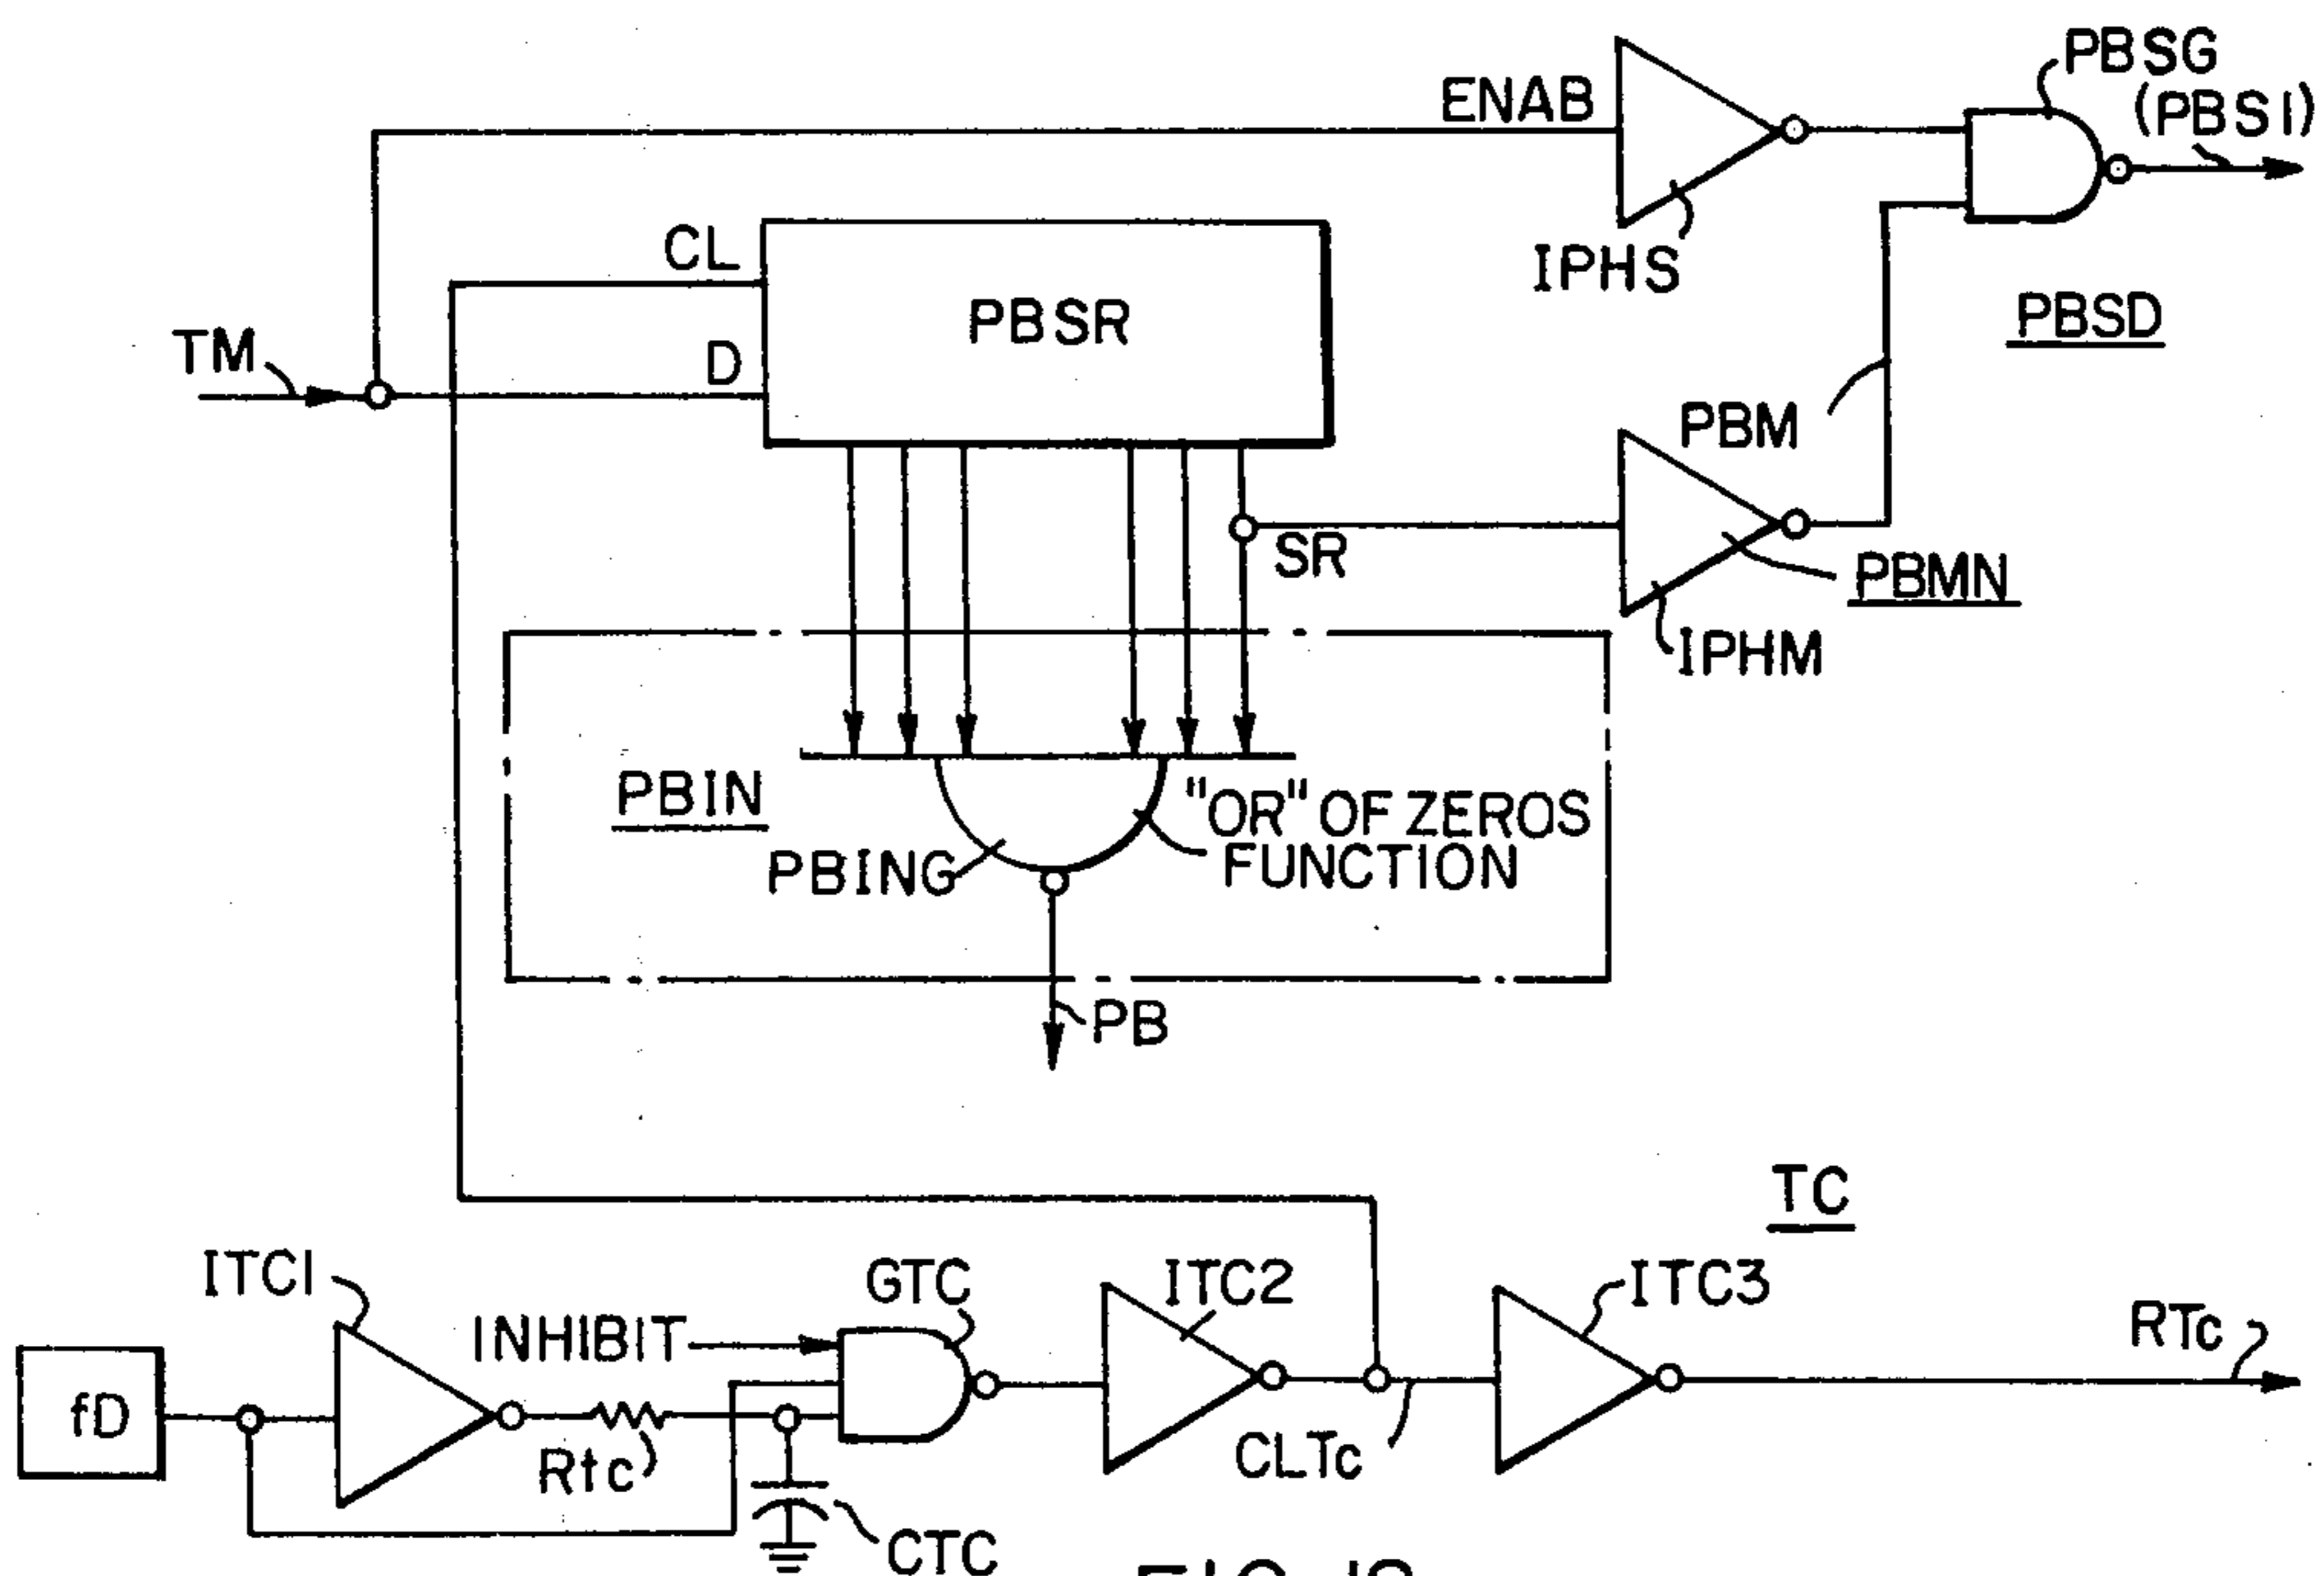 PBSG
(PBSI)
ENAB
IPHS
CL
PBSR
PBSD
TM
D
PBM
SR
PBMN
IPHM
PBIN
"OR" OF ZEROS
FUNCTION
PBING
PB
TC
ITC1
GTC
ITC2
ITC3
INHIBIT
RTc
fD
Rtc
CLTc
CTC